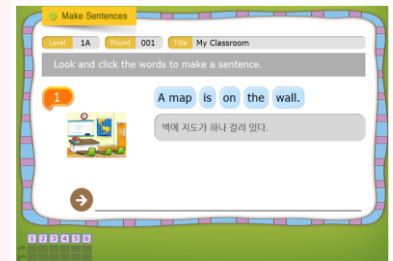 Make Sentences
Level 1A Round 001 Title My Classroom
Look and click the words to make a sentence.
1 A map is on the wall.
벽에 지도가 하나 걸려 있다.
1 2 3 4 5 6